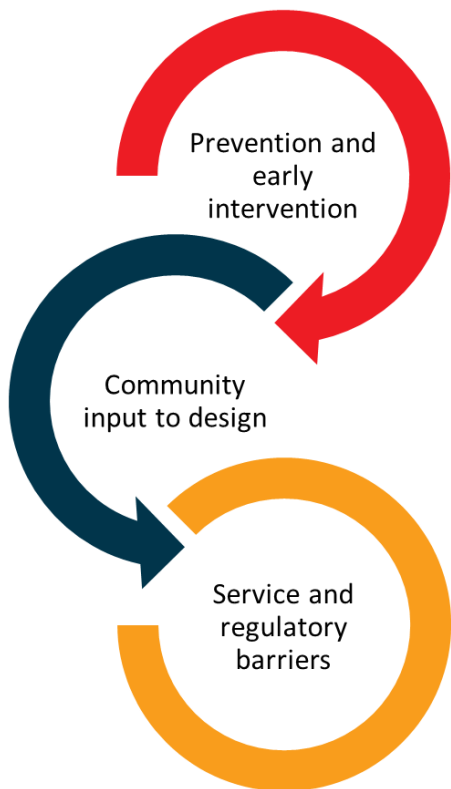 Prevention and
early
intervention
Community
input to design
Service and
regulatory
barriers